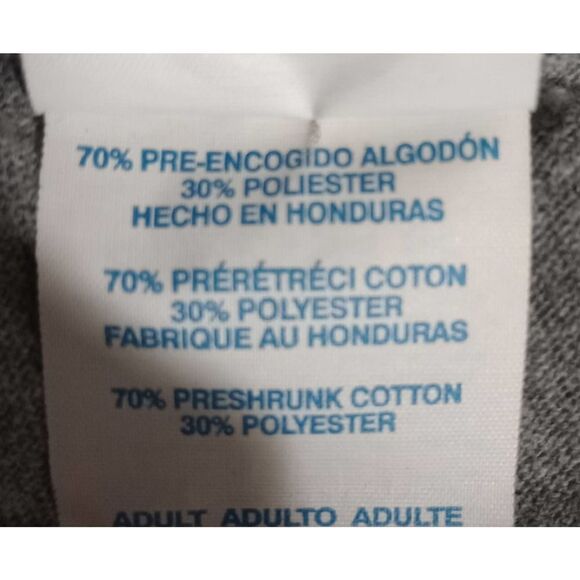 70% PRE-ENCOGIDO ALGODÓN
30% POLIESTER
HECHO EN HONDURAS
70% PRÉRÉTRÉCI COTON
30% POLYESTER
FABRIQUE AU HONDURAS
70% PRESHRUNK COTTON
30% POLYESTER
ADULT ADULTO ADULTE